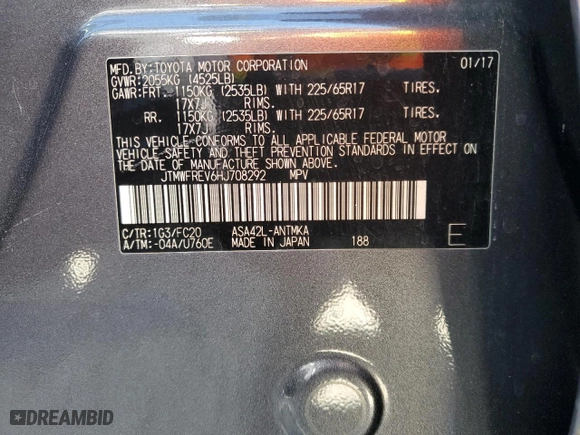 MFD.BY:TOYOTA MOTOR CORPORATION 01/17
GVWR:2055KG (4525LB)
GAWR:FRT. 1150KG (2535LB) WITH 225/65R17 TIRES.
17X7J RIMS.
RR. 1150KG (2535LB) WITH 225/65R17 TIRES.
17X7J RIMS.
THIS VEHICLE CONFORMS TO ALL APPLICABLE FEDERAL MOTOR
VEHICLE SAFETY AND THEFT PREVENTION STANDARDS IN EFFECT ON
THE DATE OF MANUFACTURE SHOWN ABOVE.
JTMWFREV6HJ708292 MPV
C/TR:1G3/FC20 ASA42L-ANTMKA
A/TM:-04A/U760E MADE IN JAPAN 188 E
DREAMBID